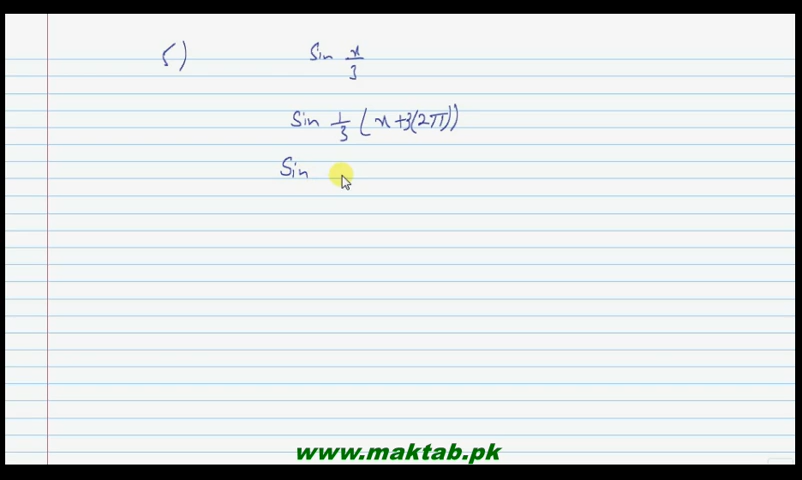 5) Sin x/3
Sin 1/3 (x+3(2π))
Sin
www.maktab.pk